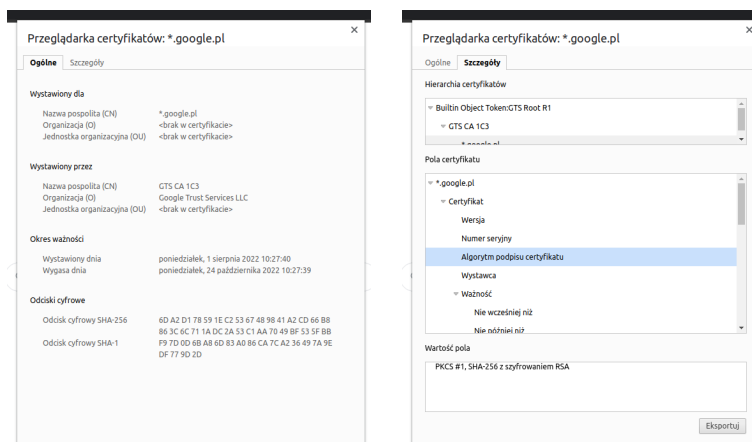 Przeglądarka certyfikatów: *.google.pl
×
Ogólne Szczegóły
Wystawiony dla
Nazwa pospolita (CN) *.google.pl
Organizacja (O) <brak w certyfikacie>
Jednostka organizacyjna (OU) <brak w certyfikacie>
Wystawiony przez
Nazwa pospolita (CN) GTS CA 1C3
Organizacja (O) Google Trust Services LLC
Jednostka organizacyjna (OU) <brak w certyfikacie>
Okres ważności
Wystawiony dnia poniedziałek, 1 sierpnia 2022 10:27:40
Wygasa dnia poniedziałek, 24 października 2022 10:27:39
Odciski cyfrowe
Odcisk cyfrowy SHA-256 6D A2 D1 78 59 1E C2 53 67 48 98 41 A2 CD 66 B8
86 3C 6C 71 1A DC 2A 53 C1 AA 70 49 BF 53 5F BB
Odcisk cyfrowy SHA-1 F9 7D 0D 6B A8 6D 83 A0 86 CA 7C A2 36 49 7A 9E
DF 77 9D 2D
Przeglądarka certyfikatów: *.google.pl
×
Ogólne Szczegóły
Hierarchia certyfikatów
Builtin Object Token:GTS Root R1
GTS CA 1C3
*.google.pl
Pola certyfikatu
*.google.pl
Certyfikat
Wersja
Numer seryjny
Algorytm podpisu certyfikatu
Wystawca
Ważność
Nie wcześniej niż
Nie później niż
Wartość pola
PKCS #1, SHA-256 z szyfrowaniem RSA
Eksportuj